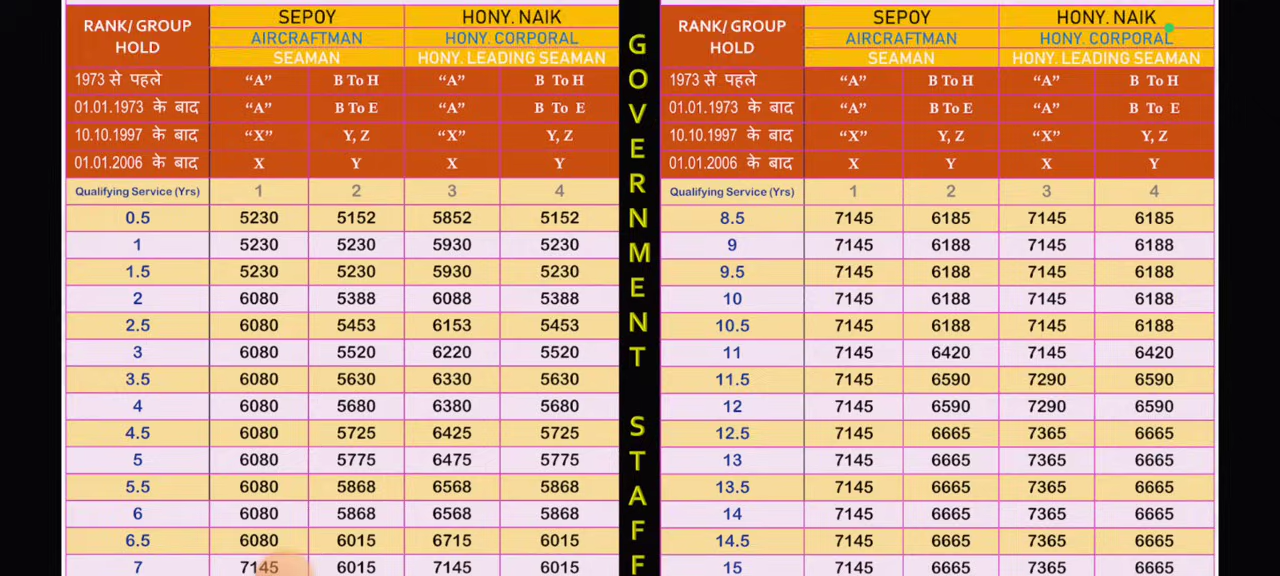 RANK/ GROUP HOLD SEPOY HONY. NAIK
AIRCRAFTMAN HONY. CORPORAL
SEAMAN HONY. LEADING SEAMAN
1973 से पहले “A” B To H “A” B To H
01.01.1973 के बाद “A” B To E “A” B To E
10.10.1997 के बाद “X” Y, Z “X” Y, Z
01.01.2006 के बाद X Y X Y
Qualifying Service (Yrs) 1 2 3 4
0.5 5230 5152 5852 5152
1 5230 5230 5930 5230
1.5 5230 5230 5930 5230
2 6080 5388 6088 5388
2.5 6080 5453 6153 5453
3 6080 5520 6220 5520
3.5 6080 5630 6330 5630
4 6080 5680 6380 5680
4.5 6080 5725 6425 5725
5 6080 5775 6475 5775
5.5 6080 5868 6568 5868
6 6080 5868 6568 5868
6.5 6080 6015 6715 6015
7 7145 6015 7145 6015
GOVERNMENT STAFF
RANK/ GROUP HOLD SEPOY HONY. NAIK
AIRCRAFTMAN HONY. CORPORAL
SEAMAN HONY. LEADING SEAMAN
1973 से पहले “A” B To H “A” B To H
01.01.1973 के बाद “A” B To E “A” B To E
10.10.1997 के बाद “X” Y, Z “X” Y, Z
01.01.2006 के बाद X Y X Y
Qualifying Service (Yrs) 1 2 3 4
8.5 7145 6185 7145 6185
9 7145 6188 7145 6188
9.5 7145 6188 7145 6188
10 7145 6188 7145 6188
10.5 7145 6188 7145 6188
11 7145 6420 7145 6420
11.5 7145 6590 7290 6590
12 7145 6590 7290 6590
12.5 7145 6665 7365 6665
13 7145 6665 7365 6665
13.5 7145 6665 7365 6665
14 7145 6665 7365 6665
14.5 7145 6665 7365 6665
15 7145 6665 7365 6665